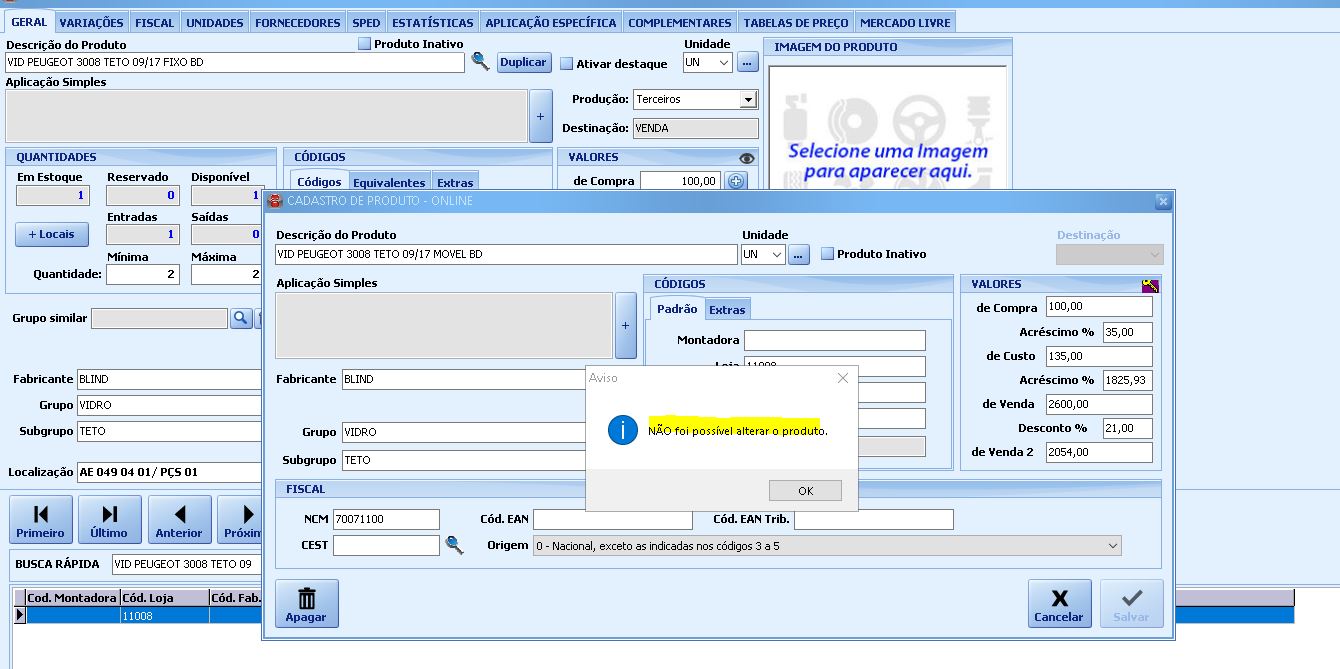 GERAL VARIAÇÕES FISCAL UNIDADES FORNECEDORES SPED ESTATÍSTICAS APLICAÇÃO ESPECÍFICA COMPLEMENTARES TABELAS DE PREÇO MERCADO LIVRE
Descrição do Produto Produto Inativo Unidade IMAGEM DO PRODUTO
VID PEUGEOT 3008 TETO 09/17 FIXO BD Duplicar Ativar destaque UN ...
Aplicação Simples
+ Produção: Terceiros
Destinação: VENDA
Selecione uma Imagem
para aparecer aqui.
QUANTIDADES CÓDIGOS VALORES
Em Estoque Reservado Disponível Códigos Equivalentes Extras de Compra 100,00
1 0 1
Entradas Saídas
+ Locais 1 0
Mínima Máxima
Quantidade: 2 2
Grupo similar
Fabricante BLIND
Grupo VIDRO
Subgrupo TETO
Localização AE 049 04 01/ PÇS 01
Primeiro Último Anterior Próxim
BUSCA RÁPIDA VID PEUGEOT 3008 TETO 09
Cod. Montadora Cód. Loja Cód. Fab.
11008
CADASTRO DE PRODUTO - ONLINE
Descrição do Produto Unidade Destinação
VID PEUGEOT 3008 TETO 09/17 MOVEL BD UN ... Produto Inativo
Aplicação Simples CÓDIGOS VALORES
+ Padrão Extras de Compra 100,00
Montadora Acréscimo % 35,00
Loja 11008 de Custo 135,00
Fabricante BLIND Acréscimo % 1825,93
de Venda 2600,00
Grupo VIDRO Desconto % 21,00
Subgrupo TETO de Venda 2 2054,00
Aviso
NÃO foi possível alterar o produto.
OK
FISCAL
NCM 70071100 Cód. EAN Cód. EAN Trib.
CEST Origem 0 - Nacional, exceto as indicadas nos códigos 3 a 5
Apagar Cancelar Salvar